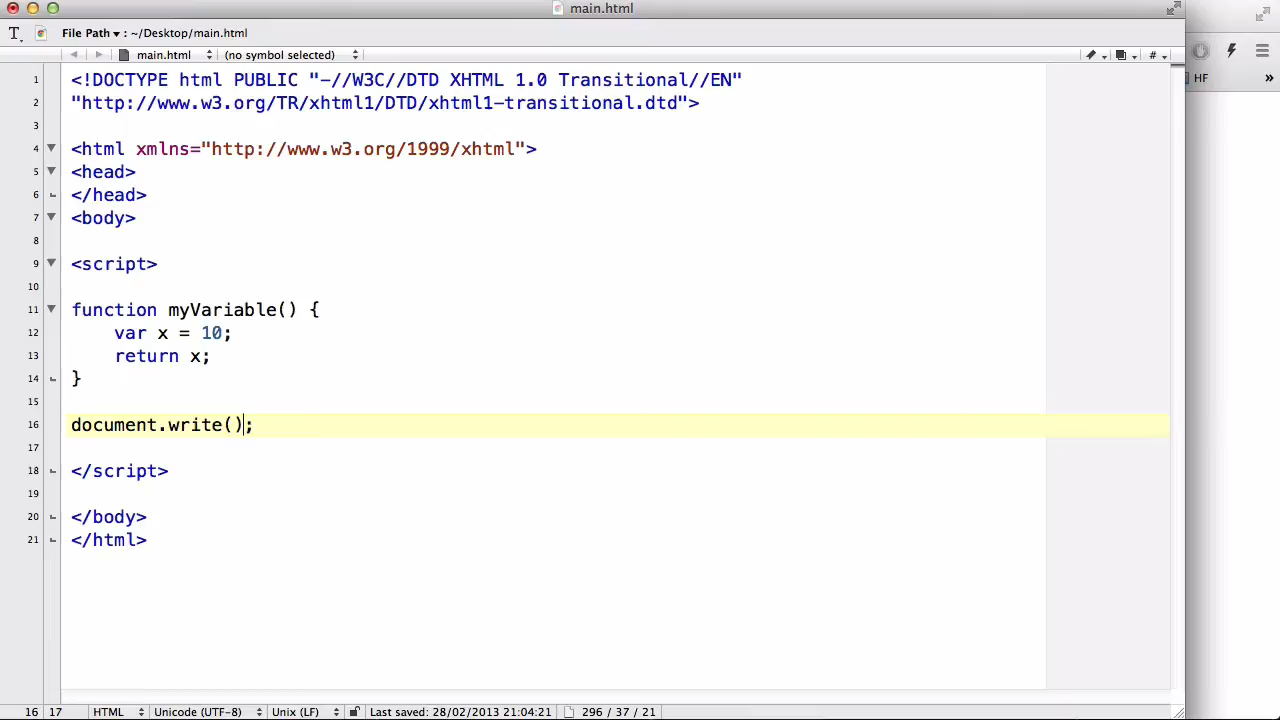 main.html
File Path ▾ : ~/Desktop/main.html
main.html (no symbol selected) #
HF »
1 <!DOCTYPE html PUBLIC "-//W3C//DTD XHTML 1.0 Transitional//EN"
2 "http://www.w3.org/TR/xhtml1/DTD/xhtml1-transitional.dtd">
3
4 <html xmlns="http://www.w3.org/1999/xhtml">
5 <head>
6 </head>
7 <body>
8
9 <script>
10
11 function myVariable() {
12     var x = 10;
13     return x;
14 }
15
16 document.write();
17
18 </script>
19
20 </body>
21 </html>
16 17 HTML Unicode (UTF-8) Unix (LF) Last saved: 28/02/2013 21:04:21 296 / 37 / 21